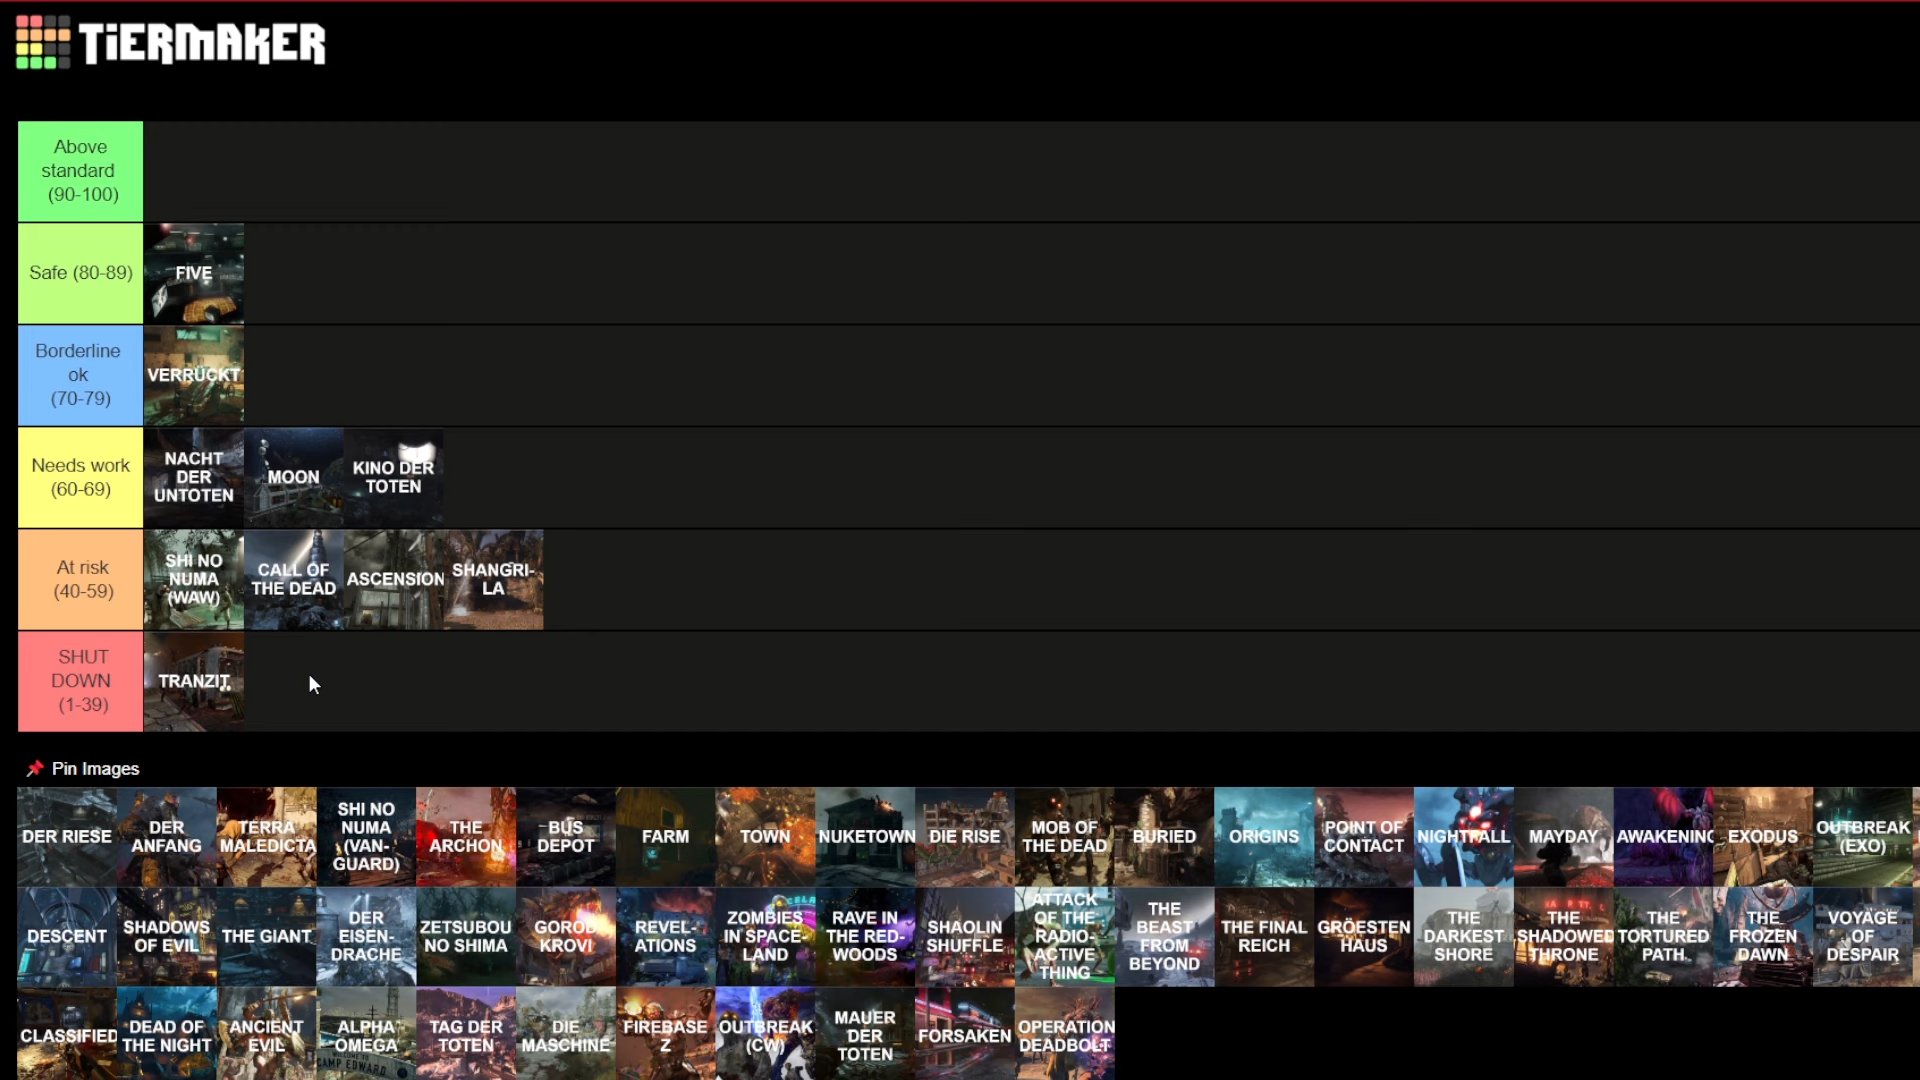 TiERMAKER
Above
standard
(90-100)
Safe (80-89)
FIVE
Borderline
ok
(70-79)
VERRÜCKT
Needs work
(60-69)
NACHT
DER
UNTOTEN
MOON
KINO DER
TOTEN
At risk
(40-59)
SHI NO
NUMA
(WAW)
CALL OF
THE DEAD
ASCENSION
SHANGRI-
LA
SHUT
DOWN
(1-39)
TRANZIT
Pin Images
DER RIESE
DER
ANFANG
TERRA
MALEDICTA
SHI NO
NUMA
(VAN-
GUARD)
THE
ARCHON
BUS
DEPOT
FARM
TOWN
NUKETOWN
DIE RISE
MOB OF
THE DEAD
BURIED
ORIGINS
POINT OF
CONTACT
NIGHTFALL
MAYDAY
AWAKENING
EXODUS
OUTBREAK
(EXO)
DESCENT
SHADOWS
OF EVIL
THE GIANT
DER
EISEN-
DRACHE
ZETSUBOU
NO SHIMA
GOROD
KROVI
REVEL-
ATIONS
ZOMBIES
IN SPACE-
LAND
RAVE IN
THE RED-
WOODS
SHAOLIN
SHUFFLE
ATTACK
OF THE
RADIO-
ACTIVE
THING
THE
BEAST
FROM
BEYOND
THE FINAL
REICH
GRÖESTEN
HAUS
THE
DARKEST
SHORE
THE
SHADOWED
THRONE
THE
TORTURED
PATH
THE
FROZEN
DAWN
VOYAGE
OF
DESPAIR
CLASSIFIED
DEAD OF
THE NIGHT
ANCIENT
EVIL
ALPHA
OMEGA
WELCOME TO
CAMP EDWARD
TAG DER
TOTEN
DIE
MASCHINE
FIREBASE
Z
OUTBREAK
(CW)
MAUER
DER
TOTEN
FORSAKEN
OPERATION
DEADBOLT